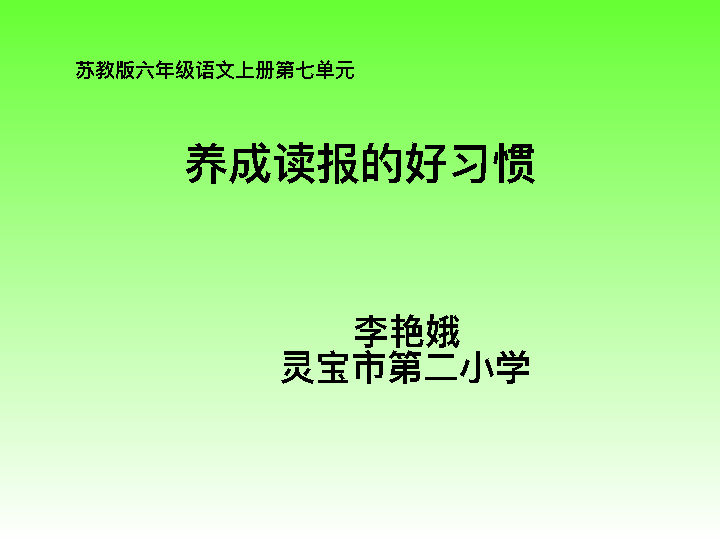 苏教版六年级语文上册第七单元
养成读报的好习惯
李艳娥
灵宝市第二小学